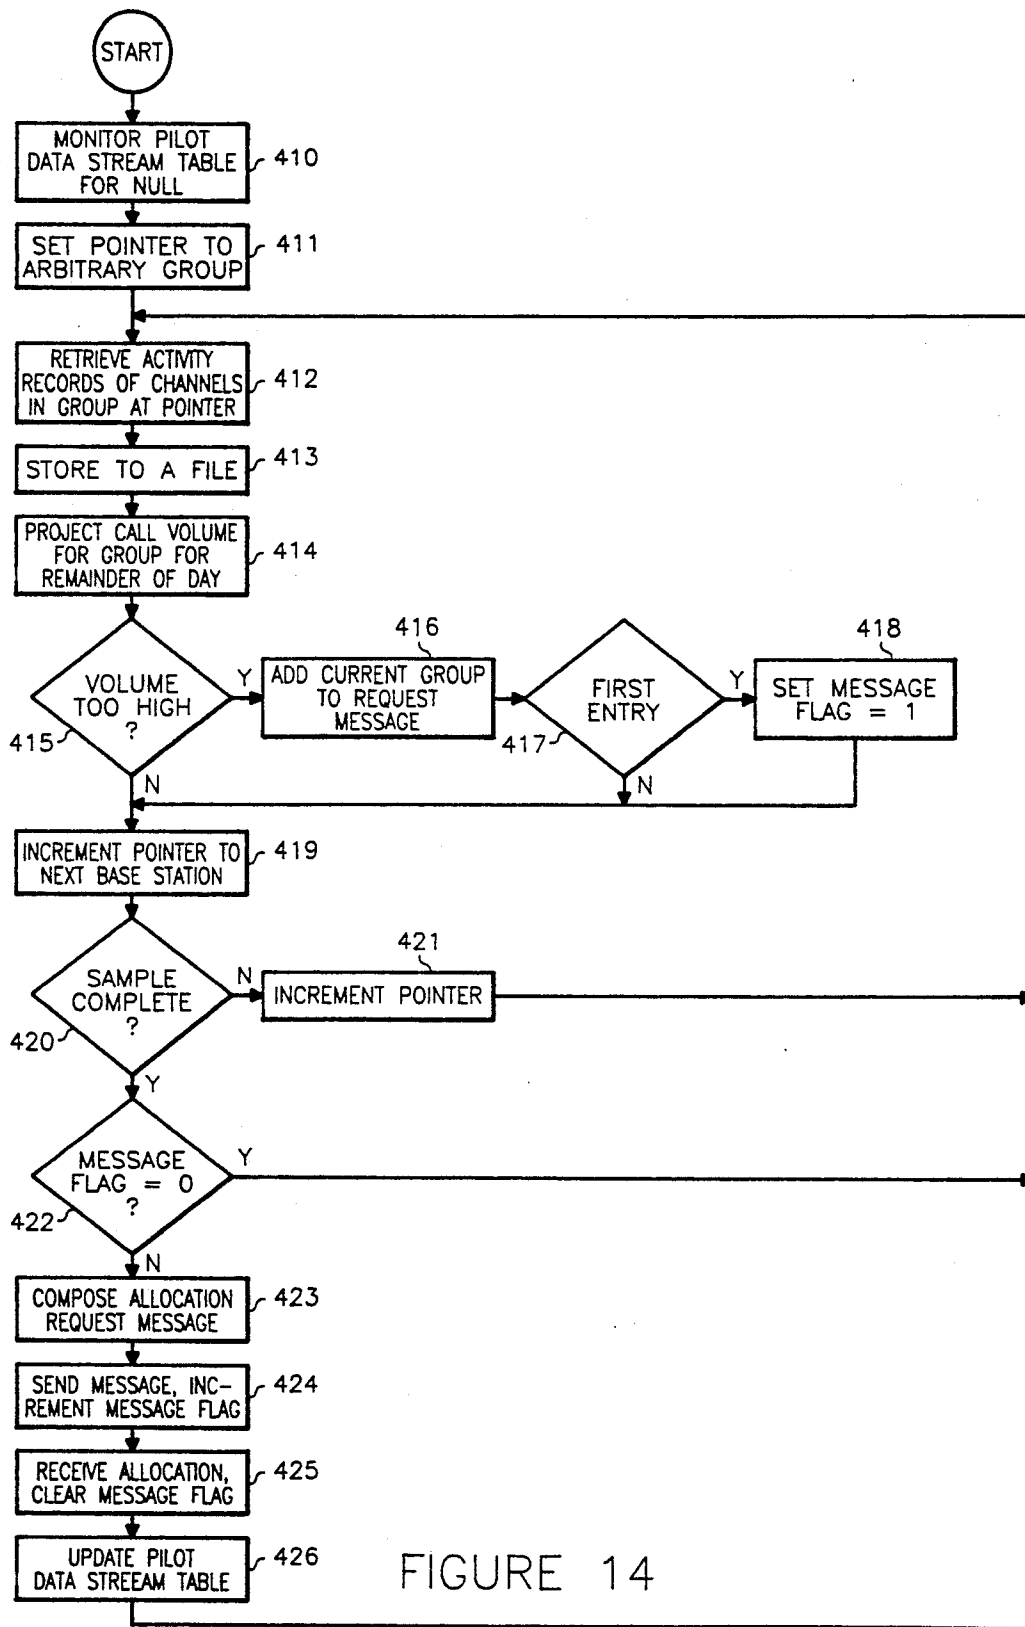 START
MONITOR PILOT
DATA STREAM TABLE
FOR NULL
410
SET POINTER TO
ARBITRARY GROUP
411
RETRIEVE ACTIVITY
RECORDS OF CHANNELS
IN GROUP AT POINTER
412
STORE TO A FILE
413
PROJECT CALL VOLUME
FOR GROUP FOR
REMAINDER OF DAY
414
VOLUME
TOO HIGH
?
415
Y
N
416
ADD CURRENT GROUP
TO REQUEST
MESSAGE
FIRST
ENTRY
417
Y
N
418
SET MESSAGE
FLAG = 1
INCREMENT POINTER TO
NEXT BASE STATION
419
SAMPLE
COMPLETE
?
420
N
Y
421
INCREMENT POINTER
MESSAGE
FLAG = 0
?
422
Y
N
COMPOSE ALLOCATION
REQUEST MESSAGE
423
SEND MESSAGE, INC-
REMENT MESSAGE FLAG
424
RECEIVE ALLOCATION,
CLEAR MESSAGE FLAG
425
UPDATE PILOT
DATA STREEAM TABLE
426
FIGURE 14